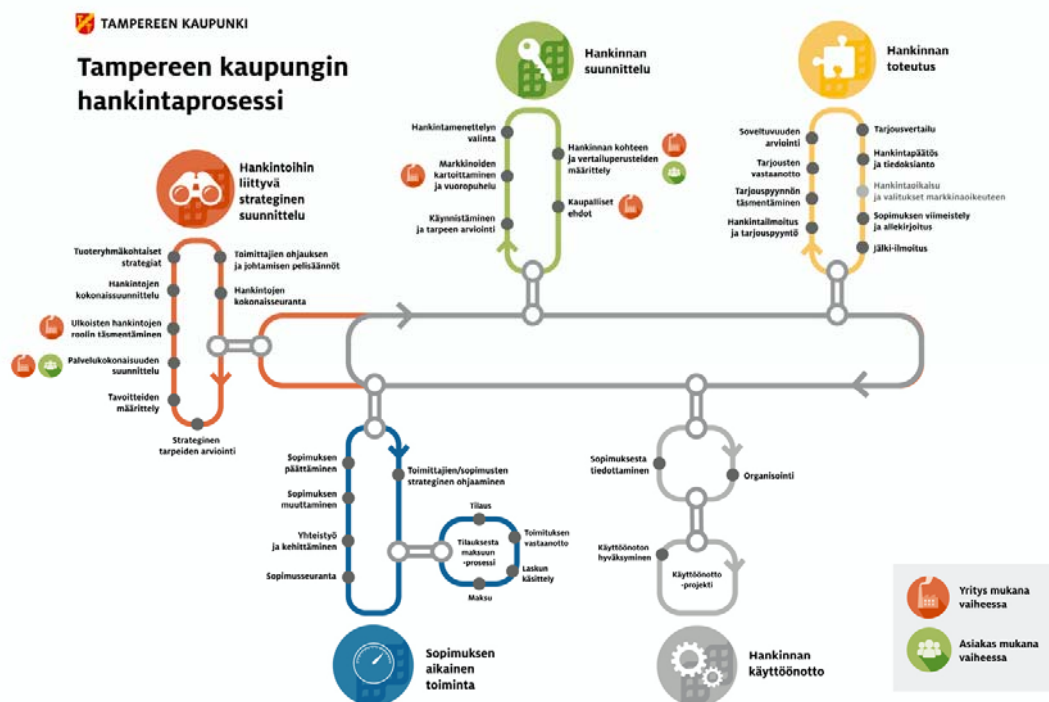 TAMPEREEN KAUPUNKI
Tampereen kaupungin
hankintaprosessi
Hankintoihin
liittyvä
strateginen
suunnittelu
Tuoteryhmäkohtaiset
strategiat
Hankintojen
kokonaissuunnittelu
Ulkoisten hankintojen
roolin täsmentäminen
Palvelukokonaisuuden
suunnittelu
Tavoitteiden
määrittely
Strateginen
tarpeiden arviointi
Toimittajien ohjauksen
ja johtamisen pelisäännöt
Hankintojen
kokonaisseuranta
Hankinnan
suunnittelu
Hankintamenettelyn
valinta
Markkinoiden
kartoittaminen
ja vuoropuhelu
Käynnistäminen
ja tarpeen arviointi
Hankinnan kohteen
ja vertailuperusteiden
määrittely
Kaupalliset
ehdot
Hankinnan
toteutus
Soveltuvuuden
arviointi
Tarjousten
vastaanotto
Tarjouspyynnön
täsmentäminen
Hankintailmoitus
ja tarjouspyyntö
Tarjousvertailu
Hankintapäätös
ja tiedoksianto
Hankintaoikaisu
ja valitukset markkinaoikeuteen
Sopimuksen viimeistely
ja allekirjoitus
Jälki-ilmoitus
Sopimuksen
päättäminen
Sopimuksen
muuttaminen
Yhteistyö
ja kehittäminen
Sopimusseuranta
Toimittajien/sopimusten
strateginen ohjaaminen
Tilaus
Tilauksesta
maksuun
-prosessi
Toimituksen
vastaanotto
Laskun
käsittely
Maksu
Sopimuksen
aikainen
toiminta
Sopimuksesta
tiedottaminen
Organisointi
Käyttöönoton
hyväksyminen
Käyttöönotto
-projekti
Hankinnan
käyttöönotto
Yritys mukana
vaiheessa
Asiakas mukana
vaiheessa